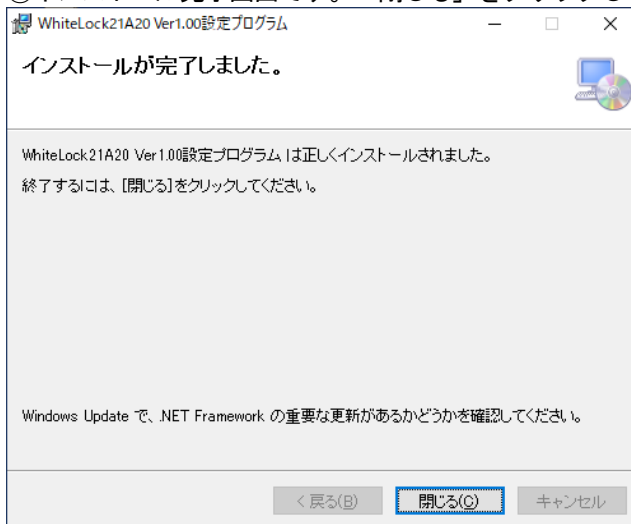 WhiteLock21A20 Ver1.00設定プログラム
インストールが完了しました。
WhiteLock21A20 Ver1.00設定プログラム は正しくインストールされました。
終了するには、[閉じる]をクリックしてください。
Windows Update で、.NET Framework の重要な更新があるかどうかを確認してください。
< 戻る(B) 閉じる(C) キャンセル